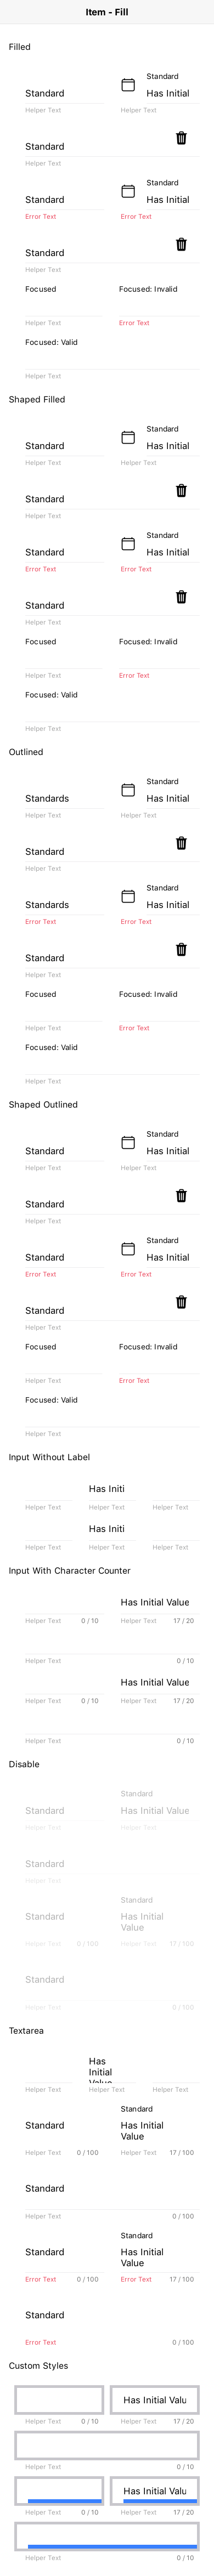 Item - Fill
Filled
Standard
Standard Has Initial
Helper Text Helper Text
Standard
Helper Text
Standard
Standard Has Initial
Error Text Error Text
Standard
Helper Text
Focused Focused: Invalid
Helper Text Error Text
Focused: Valid
Helper Text
Shaped Filled
Standard
Standard Has Initial
Helper Text Helper Text
Standard
Helper Text
Standard
Standard Has Initial
Error Text Error Text
Standard
Helper Text
Focused Focused: Invalid
Helper Text Error Text
Focused: Valid
Helper Text
Outlined
Standard
Standards Has Initial
Helper Text Helper Text
Standard
Helper Text
Standard
Standards Has Initial
Error Text Error Text
Standard
Helper Text
Focused Focused: Invalid
Helper Text Error Text
Focused: Valid
Helper Text
Shaped Outlined
Standard
Standard Has Initial
Helper Text Helper Text
Standard
Helper Text
Standard
Standard Has Initial
Error Text Error Text
Standard
Helper Text
Focused Focused: Invalid
Helper Text Error Text
Focused: Valid
Helper Text
Input Without Label
Has Initi
Helper Text Helper Text Helper Text
Has Initi
Helper Text Helper Text Helper Text
Input With Character Counter
Has Initial Value
Helper Text 0 / 10 Helper Text 17 / 20
Helper Text 0 / 10
Has Initial Value
Helper Text 0 / 10 Helper Text 17 / 20
Helper Text 0 / 10
Disable
Standard
Standard Has Initial Value
Helper Text Helper Text
Standard
Helper Text
Standard
Standard Has Initial
Value
Helper Text 0 / 100 Helper Text 17 / 100
Standard
Helper Text 0 / 100
Textarea
Has
Initial
Value
Helper Text Helper Text Helper Text
Standard
Standard Has Initial
Value
Helper Text 0 / 100 Helper Text 17 / 100
Standard
Helper Text 0 / 100
Standard
Standard Has Initial
Value
Error Text 0 / 100 Error Text 17 / 100
Standard
Error Text 0 / 100
Custom Styles
Has Initial Valu
Helper Text 0 / 10 Helper Text 17 / 20
Helper Text 0 / 10
Has Initial Valu
Helper Text 0 / 10 Helper Text 17 / 20
Helper Text 0 / 10